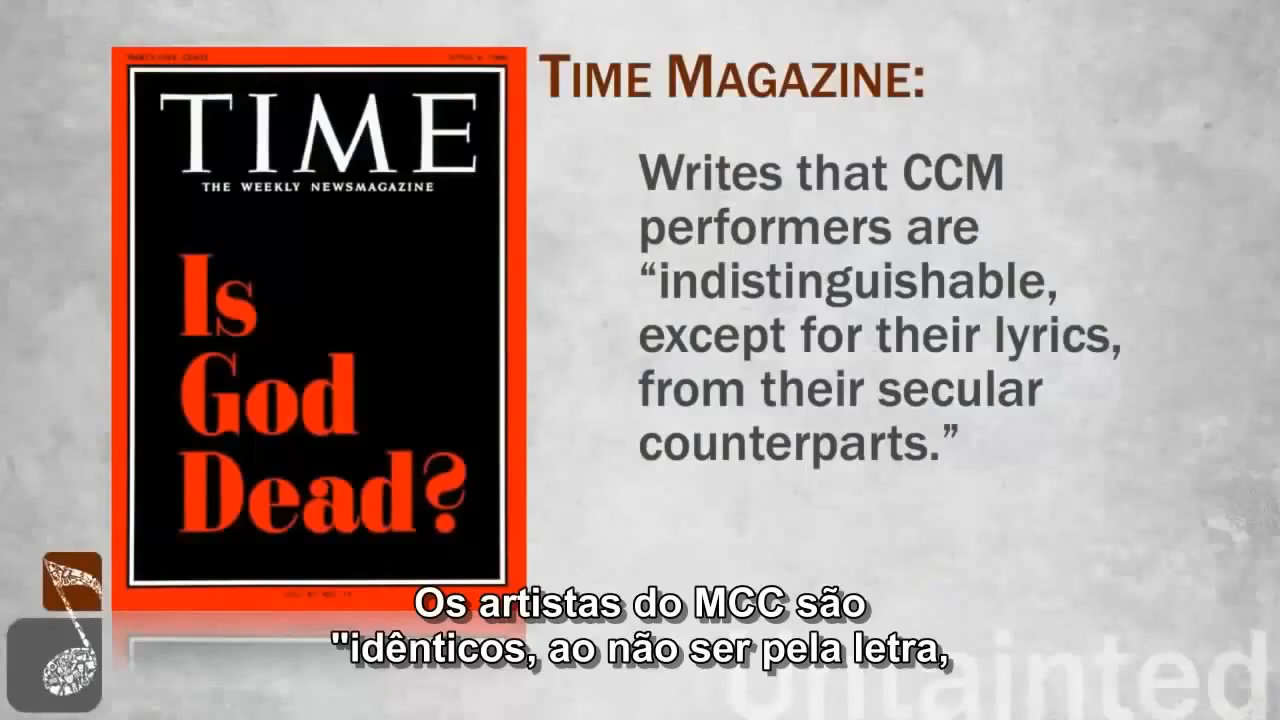 TIME
THE WEEKLY NEWSMAGAZINE
Is
God
Dead?
TIME MAGAZINE:
Writes that CCM
performers are
“indistinguishable,
except for their lyrics,
from their secular
counterparts.”
Os artistas do MCC são
"idênticos, ao não ser pela letra,
untainted